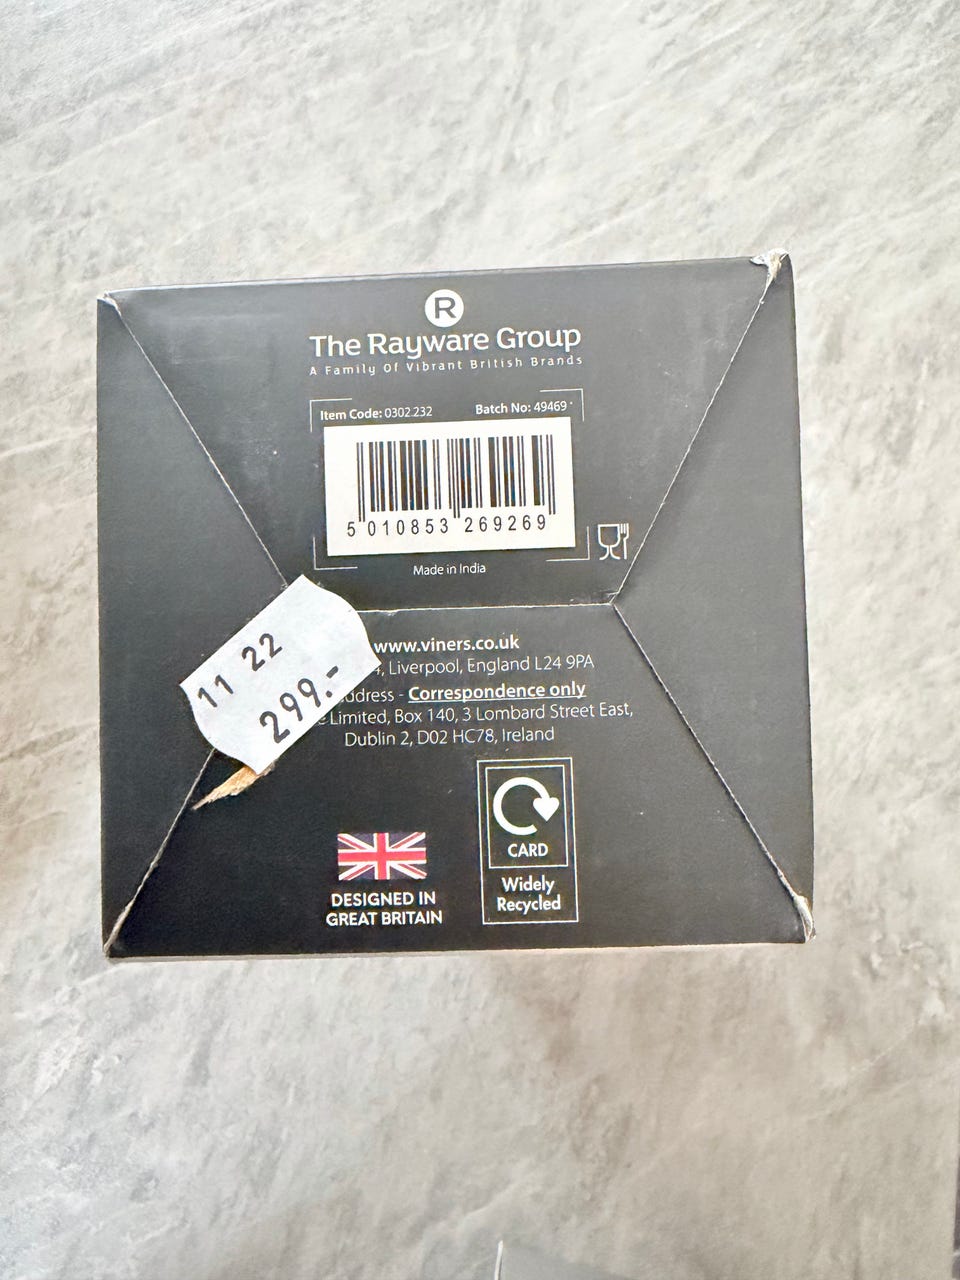 R
The Rayware Group
A Family Of Vibrant British Brands
Item Code: 0302.232 Batch No: 49469
5 010853 269269
Made in India
www.viners.co.uk
, Liverpool, England L24 9PA
- Correspondence only
Limited, Box 140, 3 Lombard Street East,
Dublin 2, D02 HC78, Ireland
11 22
299.-
CARD
Widely
Recycled
DESIGNED IN
GREAT BRITAIN